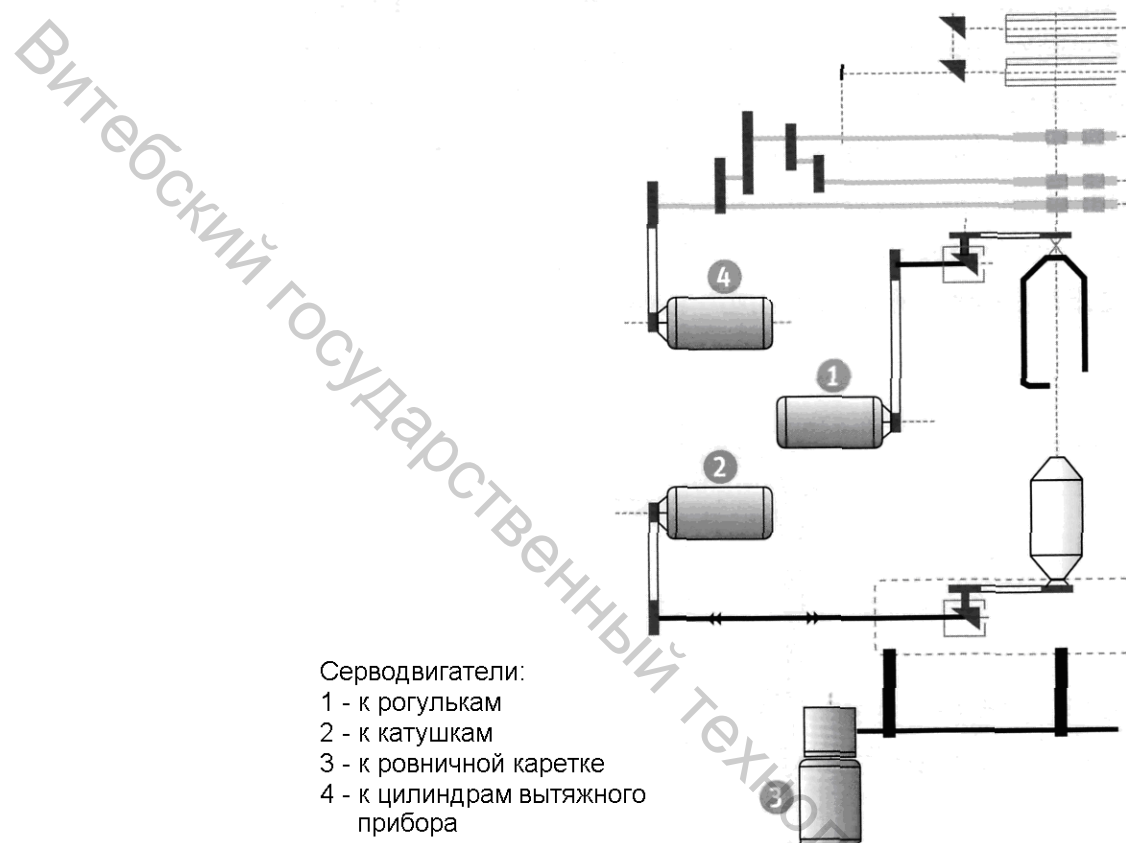 Витебский государственный технол
4
1
2
3
Серводвигатели:
1 - к рогулькам
2 - к катушкам
3 - к ровничной каретке
4 - к цилиндрам вытяжного
прибора